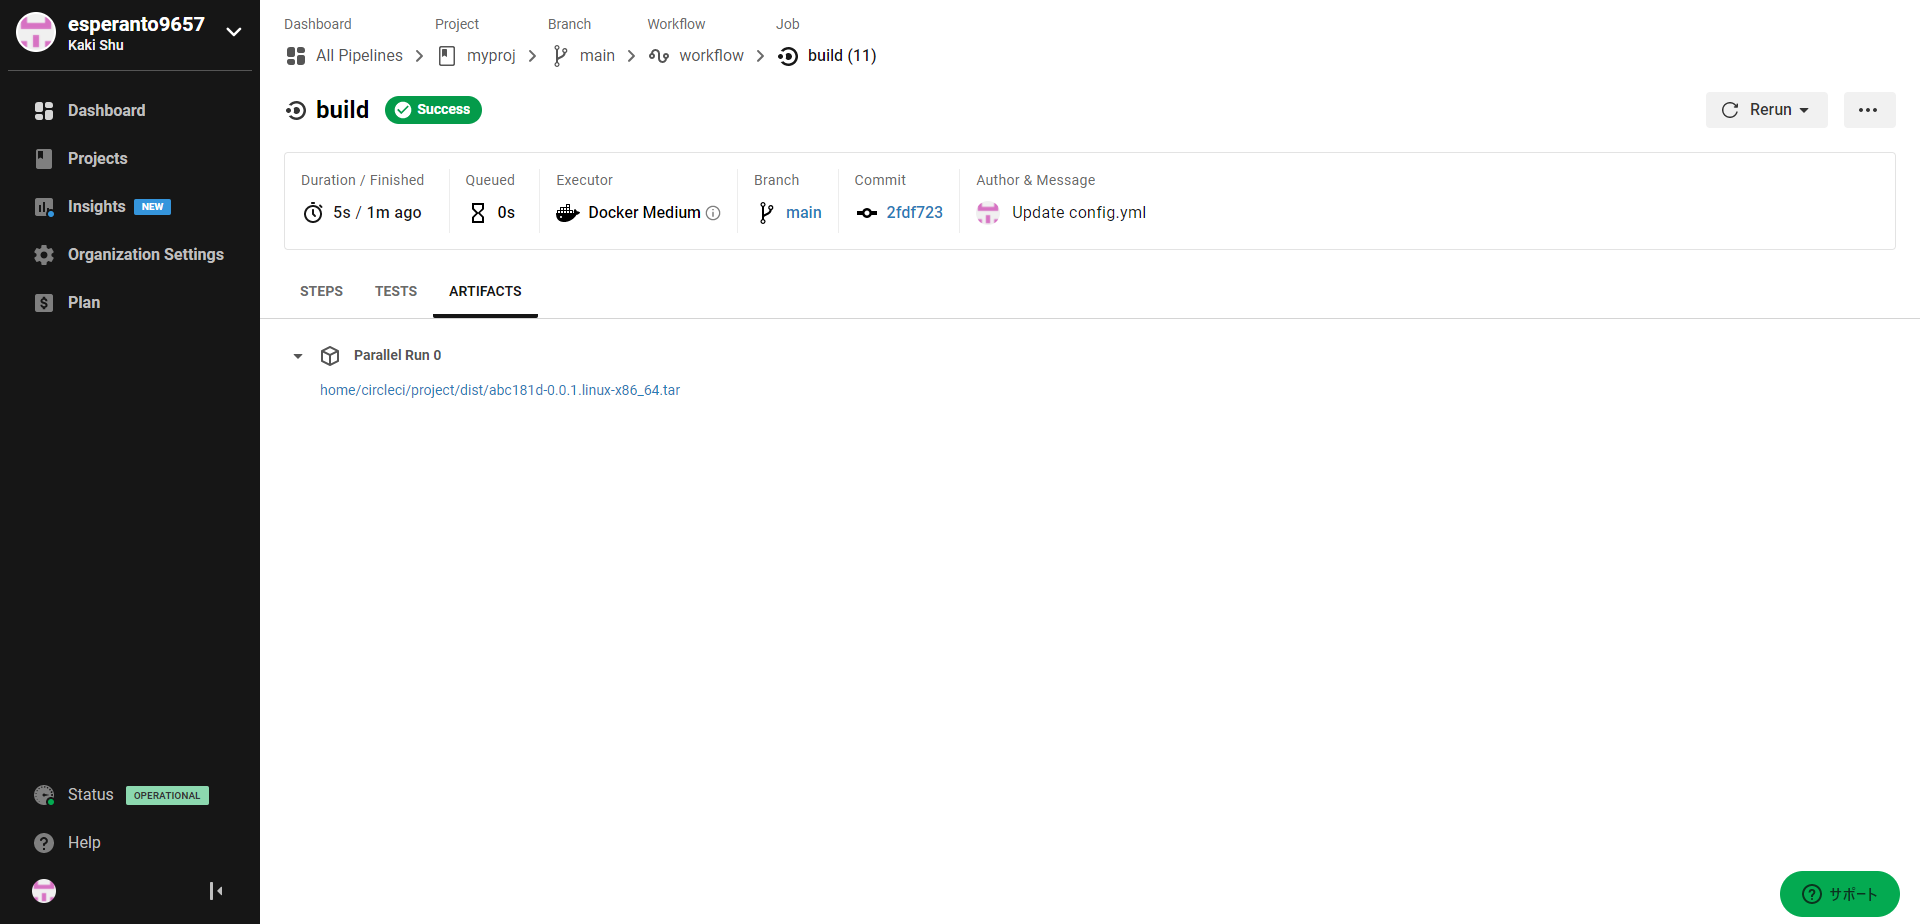 esperanto9657
Kaki Shu
Dashboard
Projects
Insights NEW
Organization Settings
Plan
Status OPERATIONAL
Help
Dashboard Project Branch Workflow Job
All Pipelines myproj main workflow build (11)
build Success
Rerun
Duration / Finished Queued Executor Branch Commit Author & Message
5s / 1m ago 0s Docker Medium main 2fdf723 Update config.yml
STEPS TESTS ARTIFACTS
Parallel Run 0
home/circleci/project/dist/abc181d-0.0.1.linux-x86_64.tar
サポート